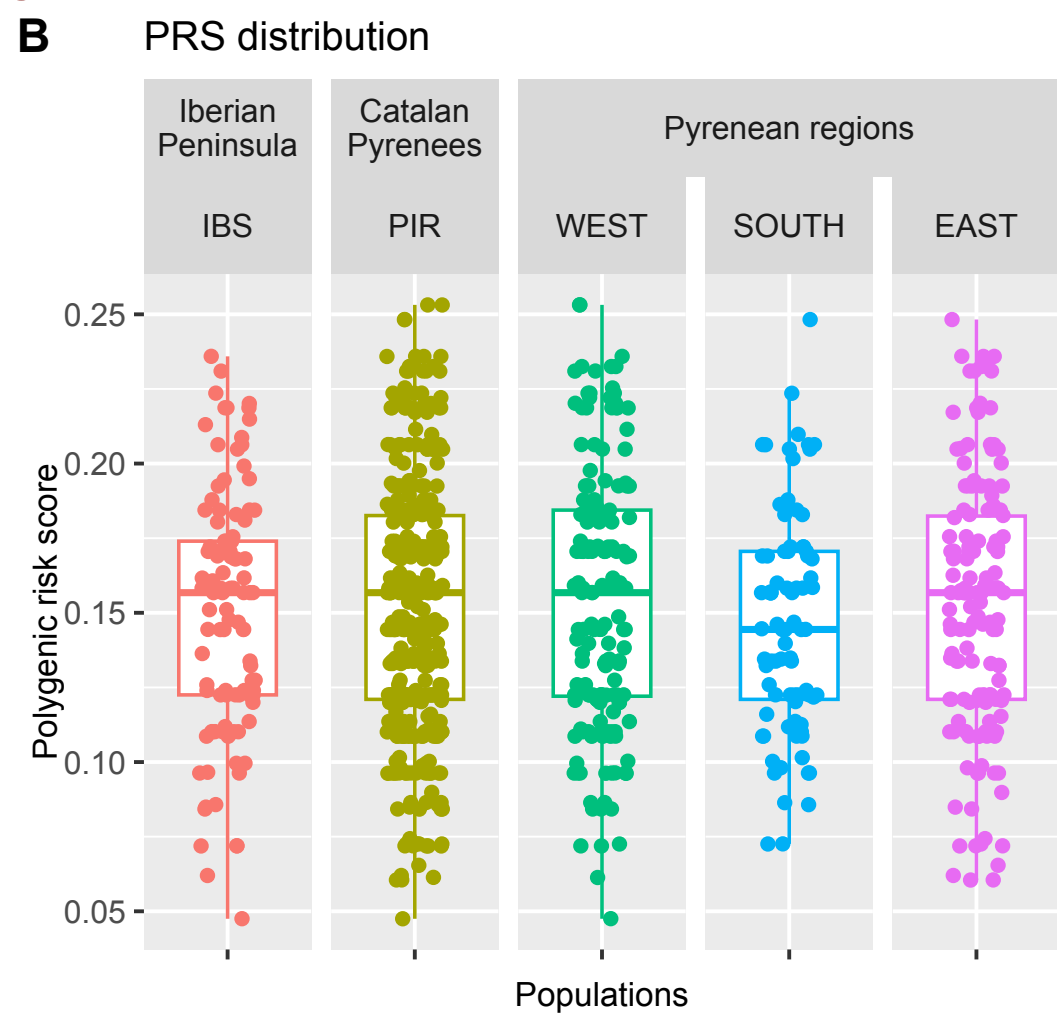 B PRS distribution
Iberian
Peninsula
Catalan
Pyrenees
Pyrenean regions
IBS
PIR
WEST
SOUTH
EAST
0.25
0.20
0.15
0.10
0.05
Polygenic risk score
Populations